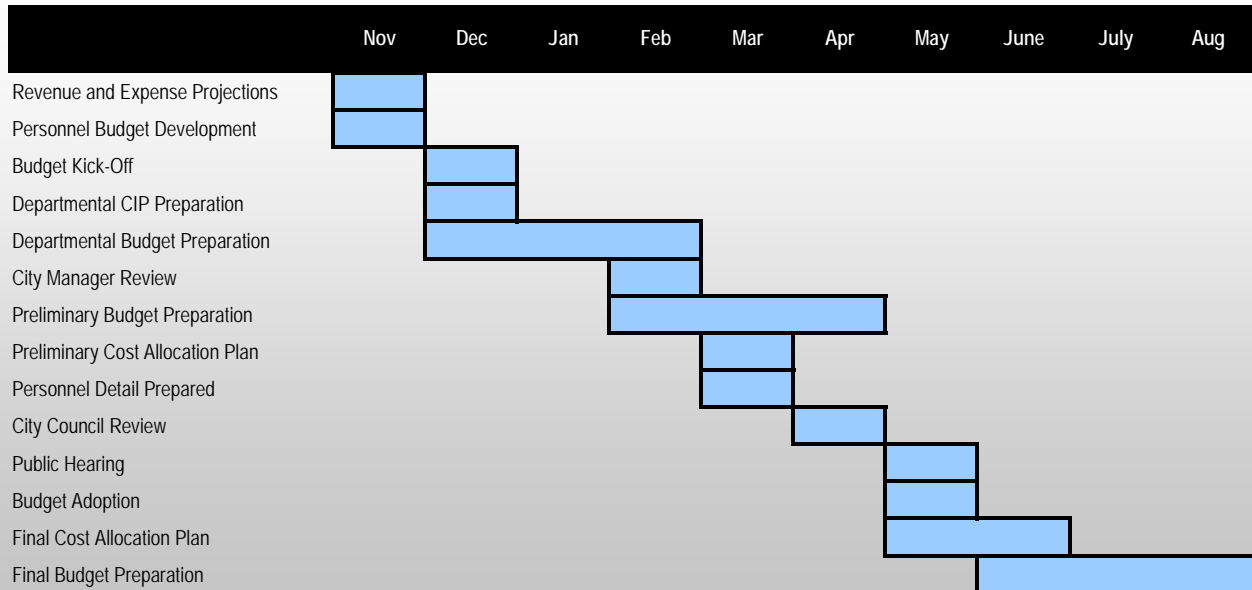 Nov Dec Jan Feb Mar Apr May June July Aug
Revenue and Expense Projections
Personnel Budget Development
Budget Kick-Off
Departmental CIP Preparation
Departmental Budget Preparation
City Manager Review
Preliminary Budget Preparation
Preliminary Cost Allocation Plan
Personnel Detail Prepared
City Council Review
Public Hearing
Budget Adoption
Final Cost Allocation Plan
Final Budget Preparation